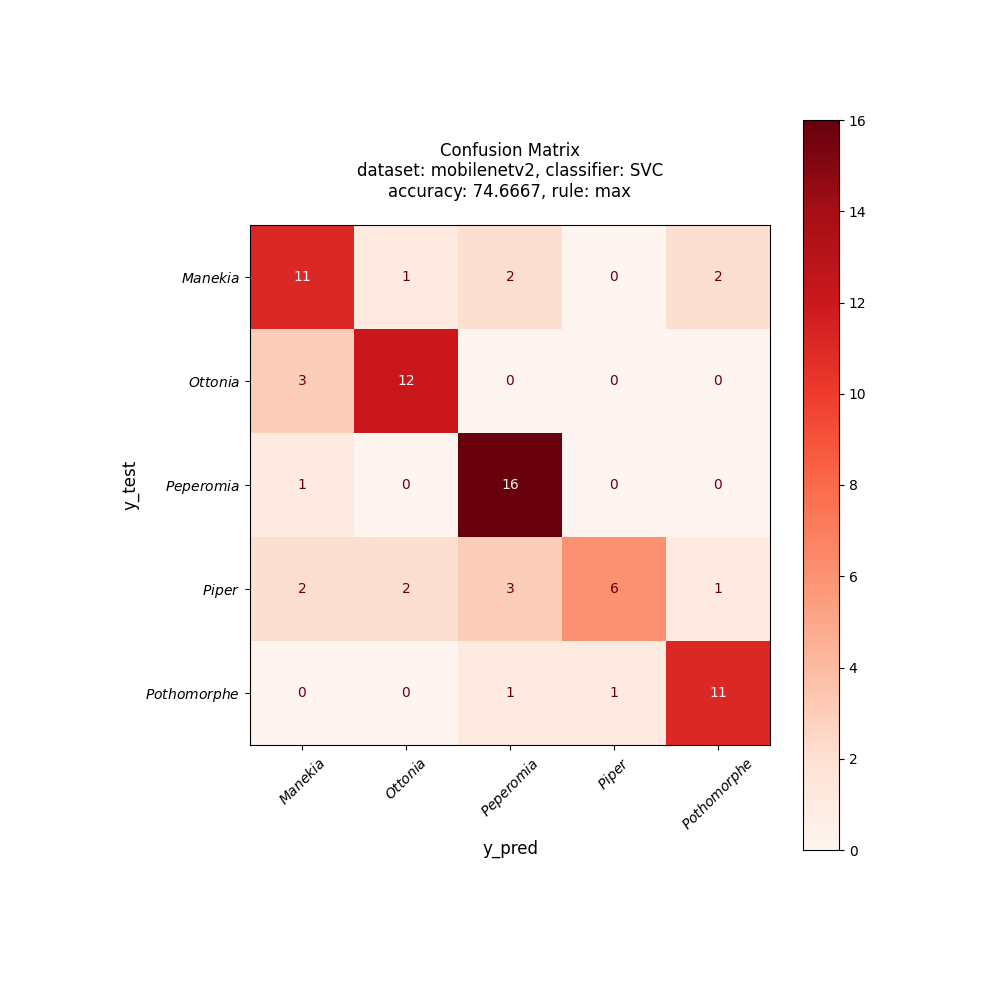 Confusion Matrix
dataset: mobilenetv2, classifier: SVC
accuracy: 74.6667, rule: max
16
14
12
10
8
6
4
2
0
y_test
Manekia 11 1 2 0 2
Ottonia 3 12 0 0 0
Peperomia 1 0 16 0 0
Piper 2 2 3 6 1
Pothomorphe 0 0 1 1 11
Manekia Ottonia Peperomia Piper Pothomorphe
y_pred